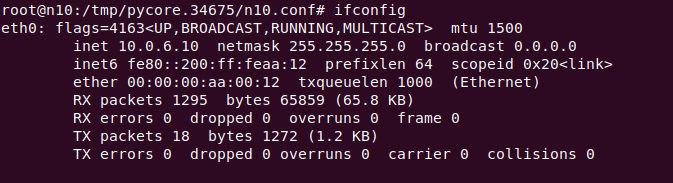 root@n10:/tmp/pycore.34675/n10.conf# ifconfig
eth0: flags=4163<UP,BROADCAST,RUNNING,MULTICAST>  mtu 1500
        inet 10.0.6.10  netmask 255.255.255.0  broadcast 0.0.0.0
        inet6 fe80::200:ff:feaa:12  prefixlen 64  scopeid 0x20<link>
        ether 00:00:00:aa:00:12  txqueuelen 1000  (Ethernet)
        RX packets 1295  bytes 65859 (65.8 KB)
        RX errors 0  dropped 0  overruns 0  frame 0
        TX packets 18  bytes 1272 (1.2 KB)
        TX errors 0  dropped 0 overruns 0  carrier 0  collisions 0